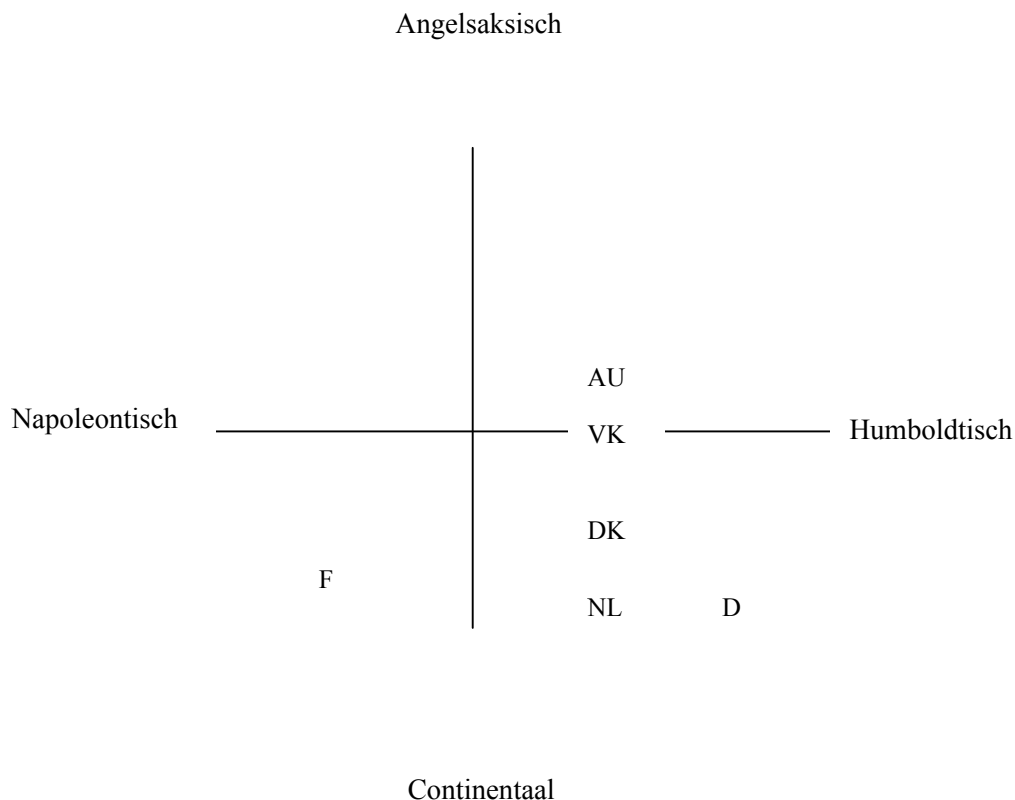 Angelsaksisch
AU
Napoleontisch
VK
Humboldtisch
DK
F
NL
D
Continentaal